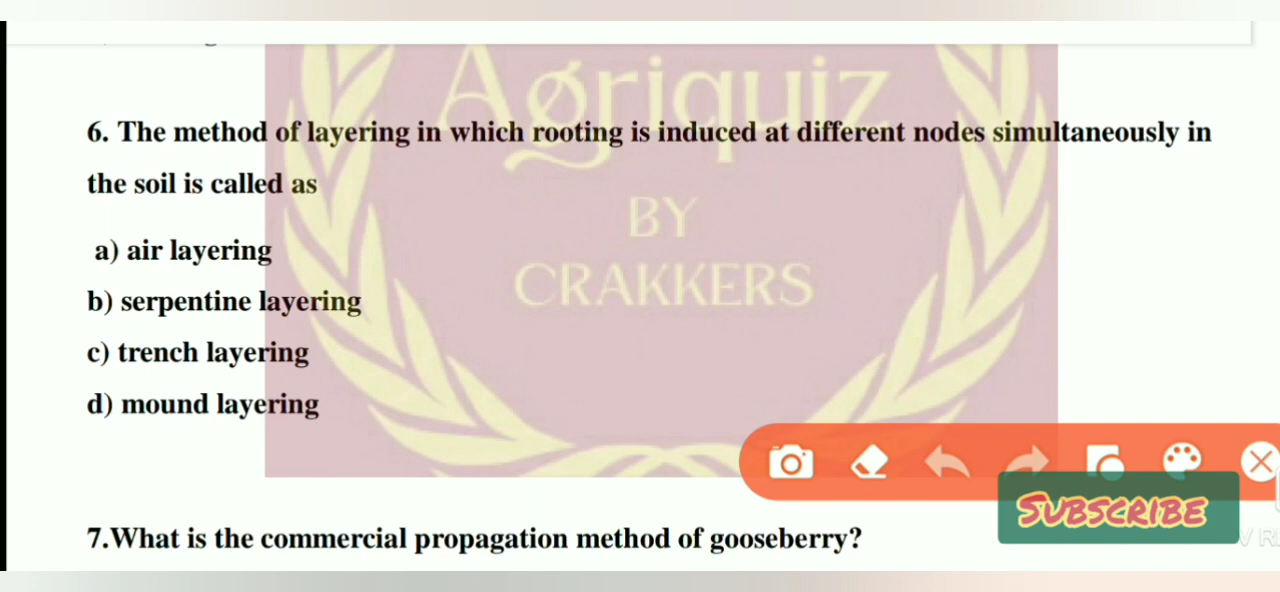 Agriquiz
BY
CRAKKERS
6. The method of layering in which rooting is induced at different nodes simultaneously in
the soil is called as
a) air layering
b) serpentine layering
c) trench layering
d) mound layering
SUBSCRIBE
7.What is the commercial propagation method of gooseberry?